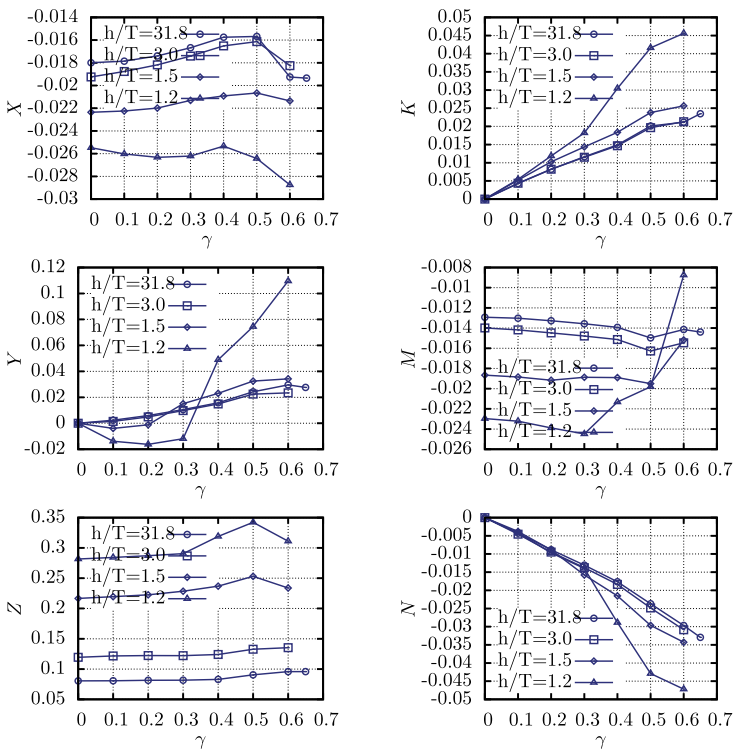 -0.014
-0.016
-0.018
-0.02
-0.022
-0.024
-0.026
-0.028
-0.03
X
h/T=31.8
h/T=3.0
h/T=1.5
h/T=1.2
0 0.1 0.2 0.3 0.4 0.5 0.6 0.7
γ
0.05
0.045
0.04
0.035
0.03
0.025
0.02
0.015
0.01
0.005
0
K
h/T=31.8
h/T=3.0
h/T=1.5
h/T=1.2
0 0.1 0.2 0.3 0.4 0.5 0.6 0.7
γ
0.12
0.1
0.08
0.06
0.04
0.02
0
-0.02
Y
h/T=31.8
h/T=3.0
h/T=1.5
h/T=1.2
0 0.1 0.2 0.3 0.4 0.5 0.6 0.7
γ
-0.008
-0.01
-0.012
-0.014
-0.016
-0.018
-0.02
-0.022
-0.024
-0.026
M
h/T=31.8
h/T=3.0
h/T=1.5
h/T=1.2
0 0.1 0.2 0.3 0.4 0.5 0.6 0.7
γ
0.35
0.3
0.25
0.2
0.15
0.1
0.05
Z
h/T=31.8
h/T=3.0
h/T=1.5
h/T=1.2
0 0.1 0.2 0.3 0.4 0.5 0.6 0.7
γ
0
-0.005
-0.01
-0.015
-0.02
-0.025
-0.03
-0.035
-0.04
-0.045
-0.05
N
h/T=31.8
h/T=3.0
h/T=1.5
h/T=1.2
0 0.1 0.2 0.3 0.4 0.5 0.6 0.7
γ